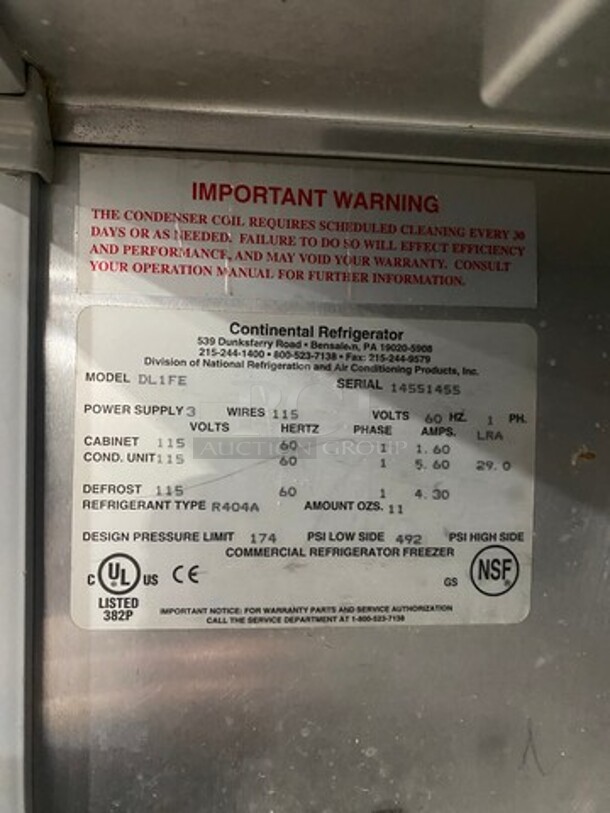 IMPORTANT WARNING
THE CONDENSER COIL REQUIRES SCHEDULED CLEANING EVERY 30
DAYS OR AS NEEDED. FAILURE TO DO SO WILL EFFECT EFFICIENCY
AND PERFORMANCE, AND MAY VOID YOUR WARRANTY. CONSULT
YOUR OPERATION MANUAL FOR FURTHER INFORMATION.
Continental Refrigerator
539 Dunksferry Road • Bensalem, PA 19020-5908
215-244-1400 • 800-523-7138 • Fax: 215-244-9579
Division of National Refrigeration and Air Conditioning Products, Inc.
MODEL DL1FE SERIAL 14551455
POWER SUPPLY 3 WIRES 115 VOLTS 60 HZ. 1 PH.
VOLTS HERTZ PHASE AMPS. LRA
CABINET 115 60 1 1.60
COND. UNIT 115 60 1 5.60 29.0
AUCTION GROUP
DEFROST 115 60 1 4.30
REFRIGERANT TYPE R404A AMOUNT OZS. 11
DESIGN PRESSURE LIMIT 174 PSI LOW SIDE 492 PSI HIGH SIDE
COMMERCIAL REFRIGERATOR FREEZER
C UL US CE GS NSF
LISTED
382P
IMPORTANT NOTICE: FOR WARRANTY PARTS AND SERVICE AUTHORIZATION
CALL THE SERVICE DEPARTMENT AT 1-800-523-7138